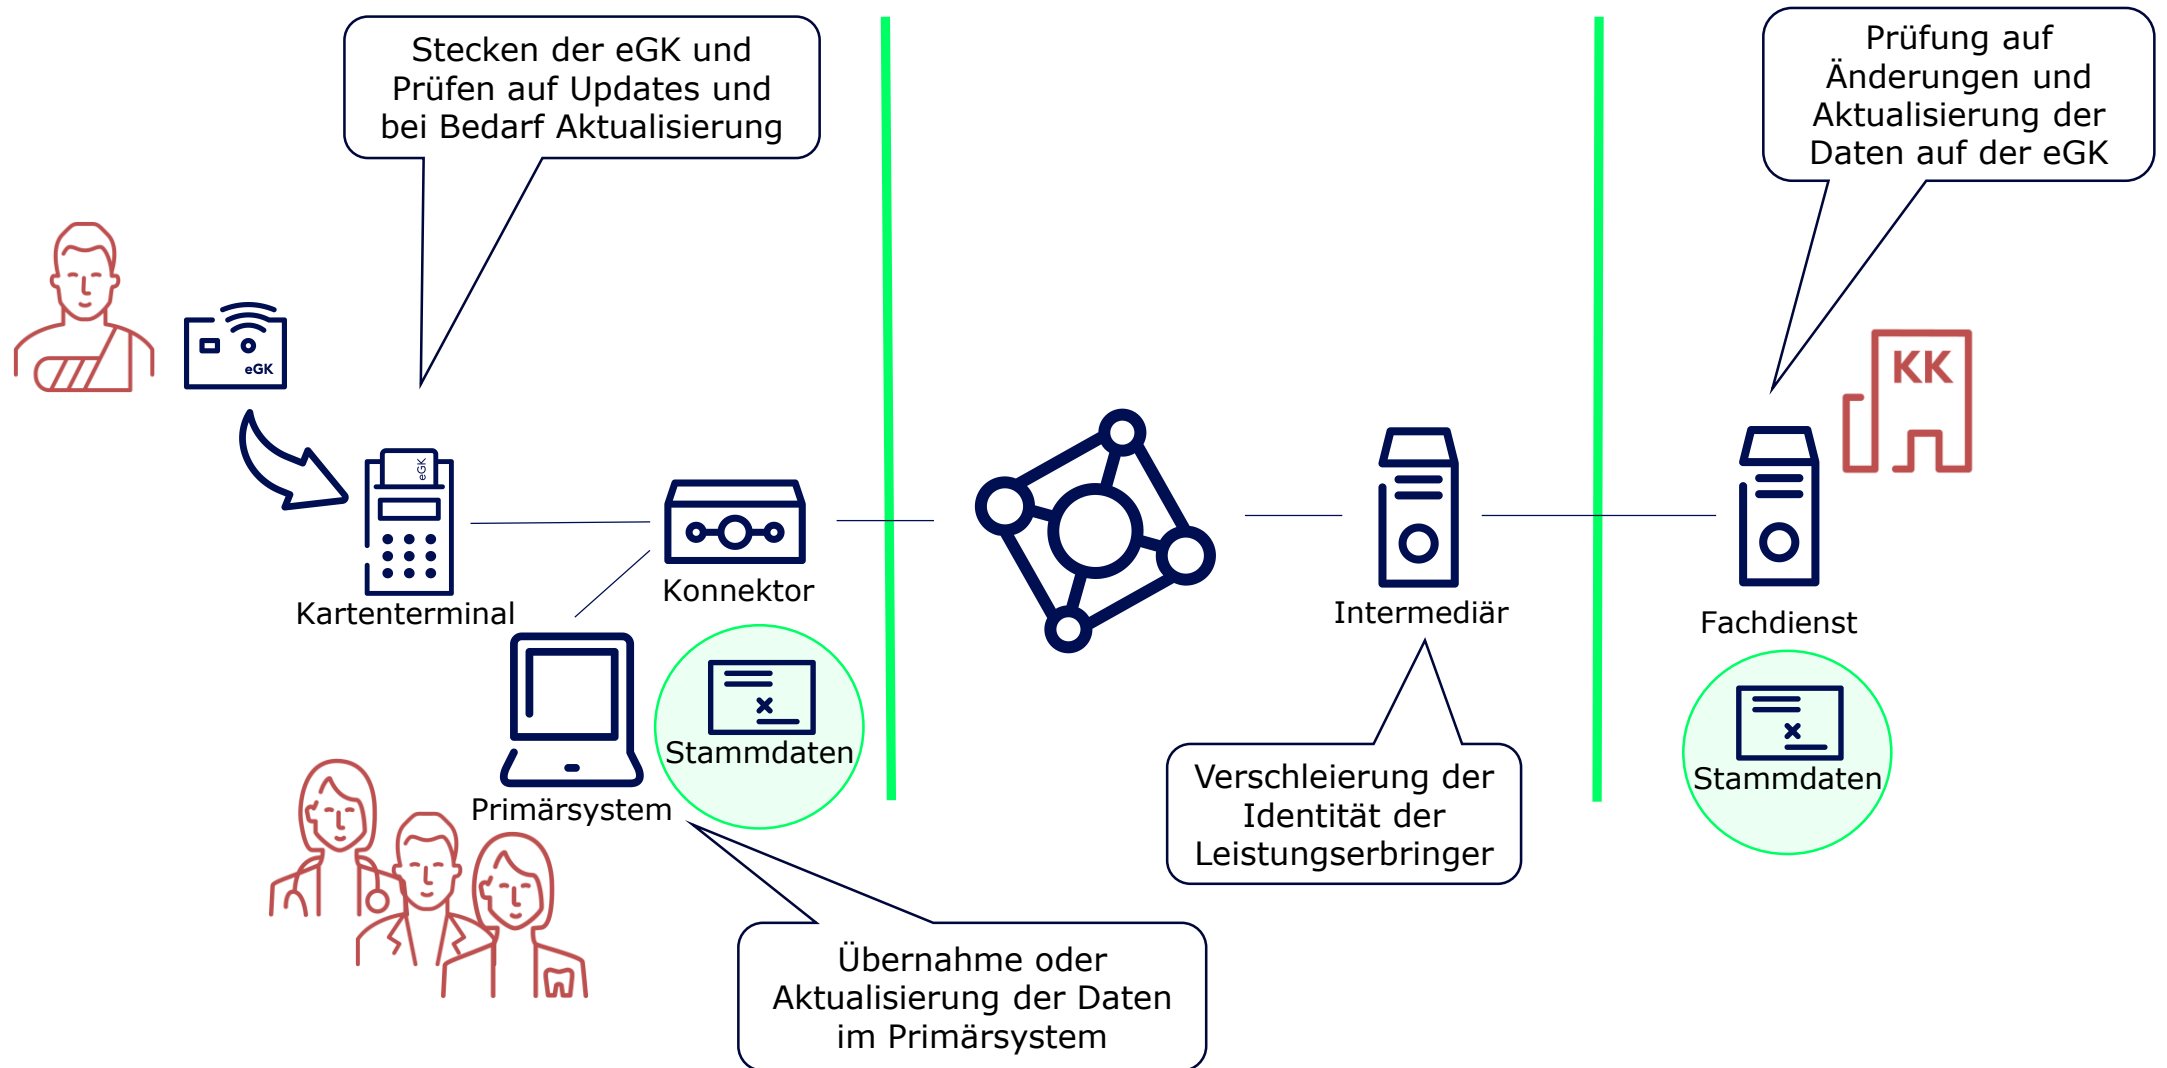 Stecken der eGK und
Prüfen auf Updates und
bei Bedarf Aktualisierung
Prüfung auf
Änderungen und
Aktualisierung der
Daten auf der eGK
eGK
KK
eGK
Kartenterminal
Konnektor
Intermediär
Fachdienst
Stammdaten
Primärsystem
Stammdaten
Verschleierung der
Identität der
Leistungserbringer
Übernahme oder
Aktualisierung der Daten
im Primärsystem